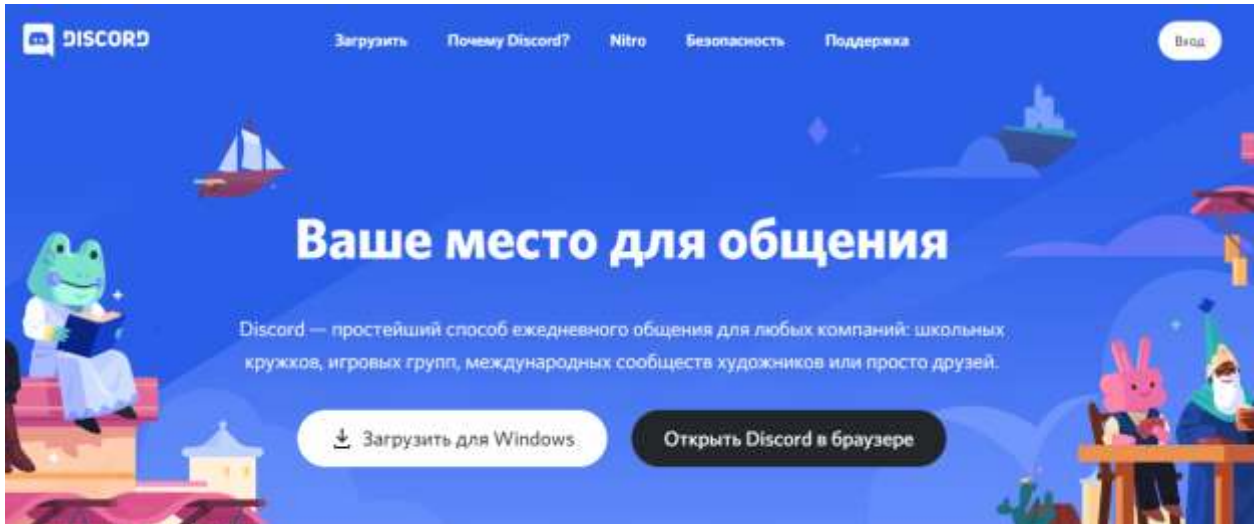 DISCORD
Загрузить Почему Discord? Nitro Безопасность Поддержка
Вход
Ваше место для общения
Discord — простейший способ ежедневного общения для любых компаний: школьных
кружков, игровых групп, международных сообществ художников или просто друзей.
Загрузить для Windows
Открыть Discord в браузере